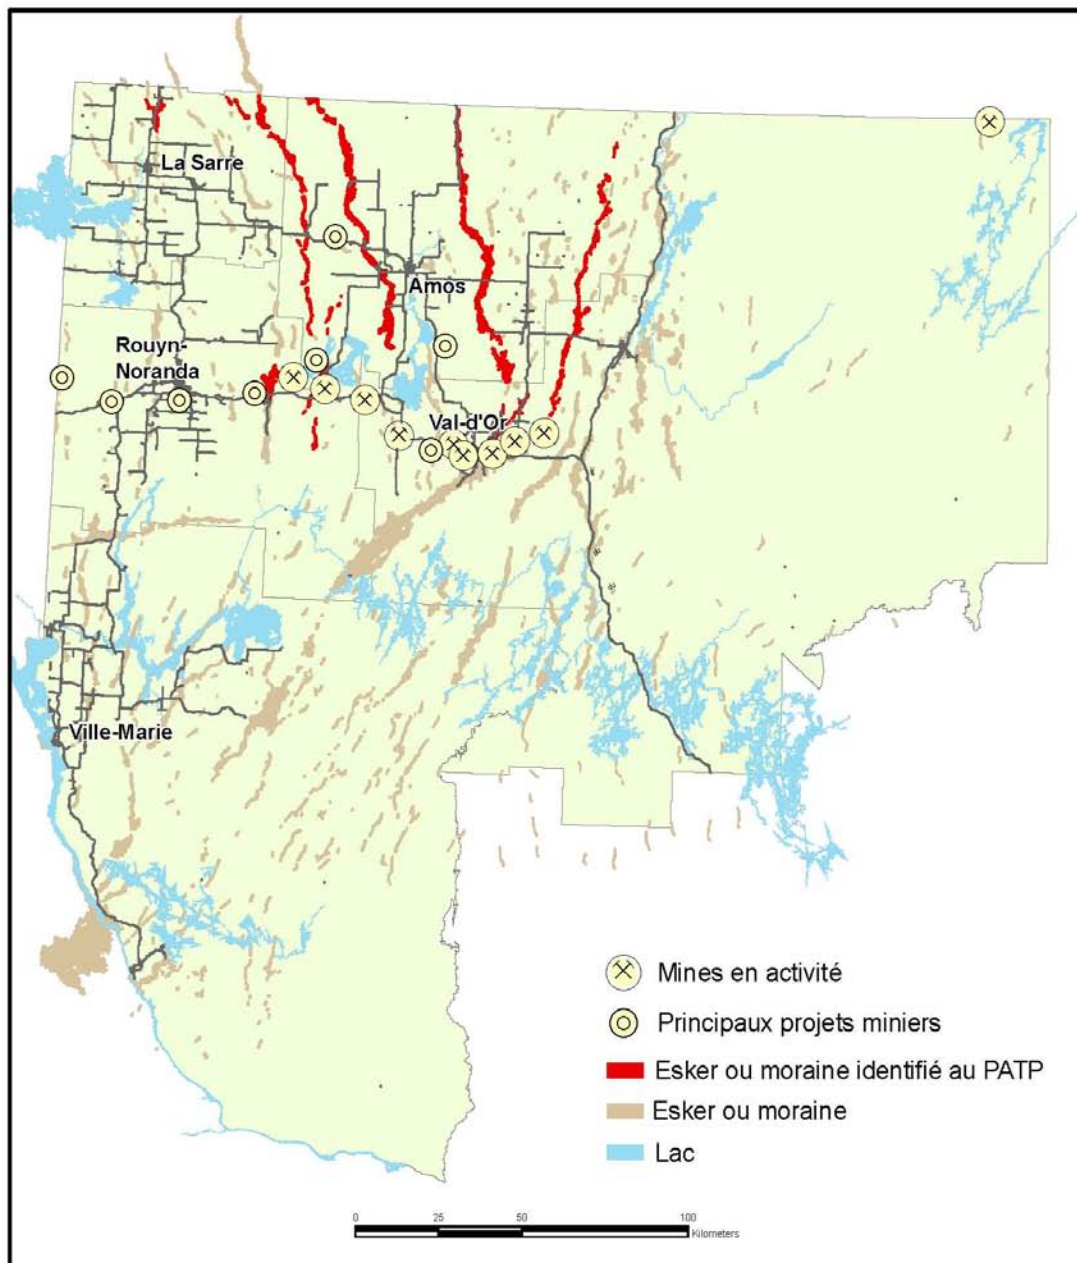 La Sarre
Amos
Rouyn-
Noranda
Val-d'Or
Ville-Marie
Mines en activité
Principaux projets miniers
Esker ou moraine identifié au PATP
Esker ou moraine
Lac
0 25 50 100
Kilometers